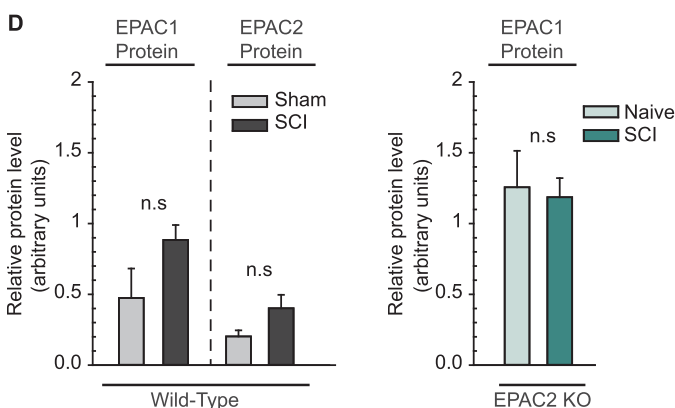 D
EPAC1
Protein
EPAC2
Protein
Sham
SCI
2
1.5
1
0.5
0.0
Relative protein level
(arbitrary units)
n.s
n.s
Wild-Type
EPAC1
Protein
Naive
SCI
2
1.5
1
0.5
0.0
Relative protein level
(arbitrary units)
n.s
EPAC2 KO